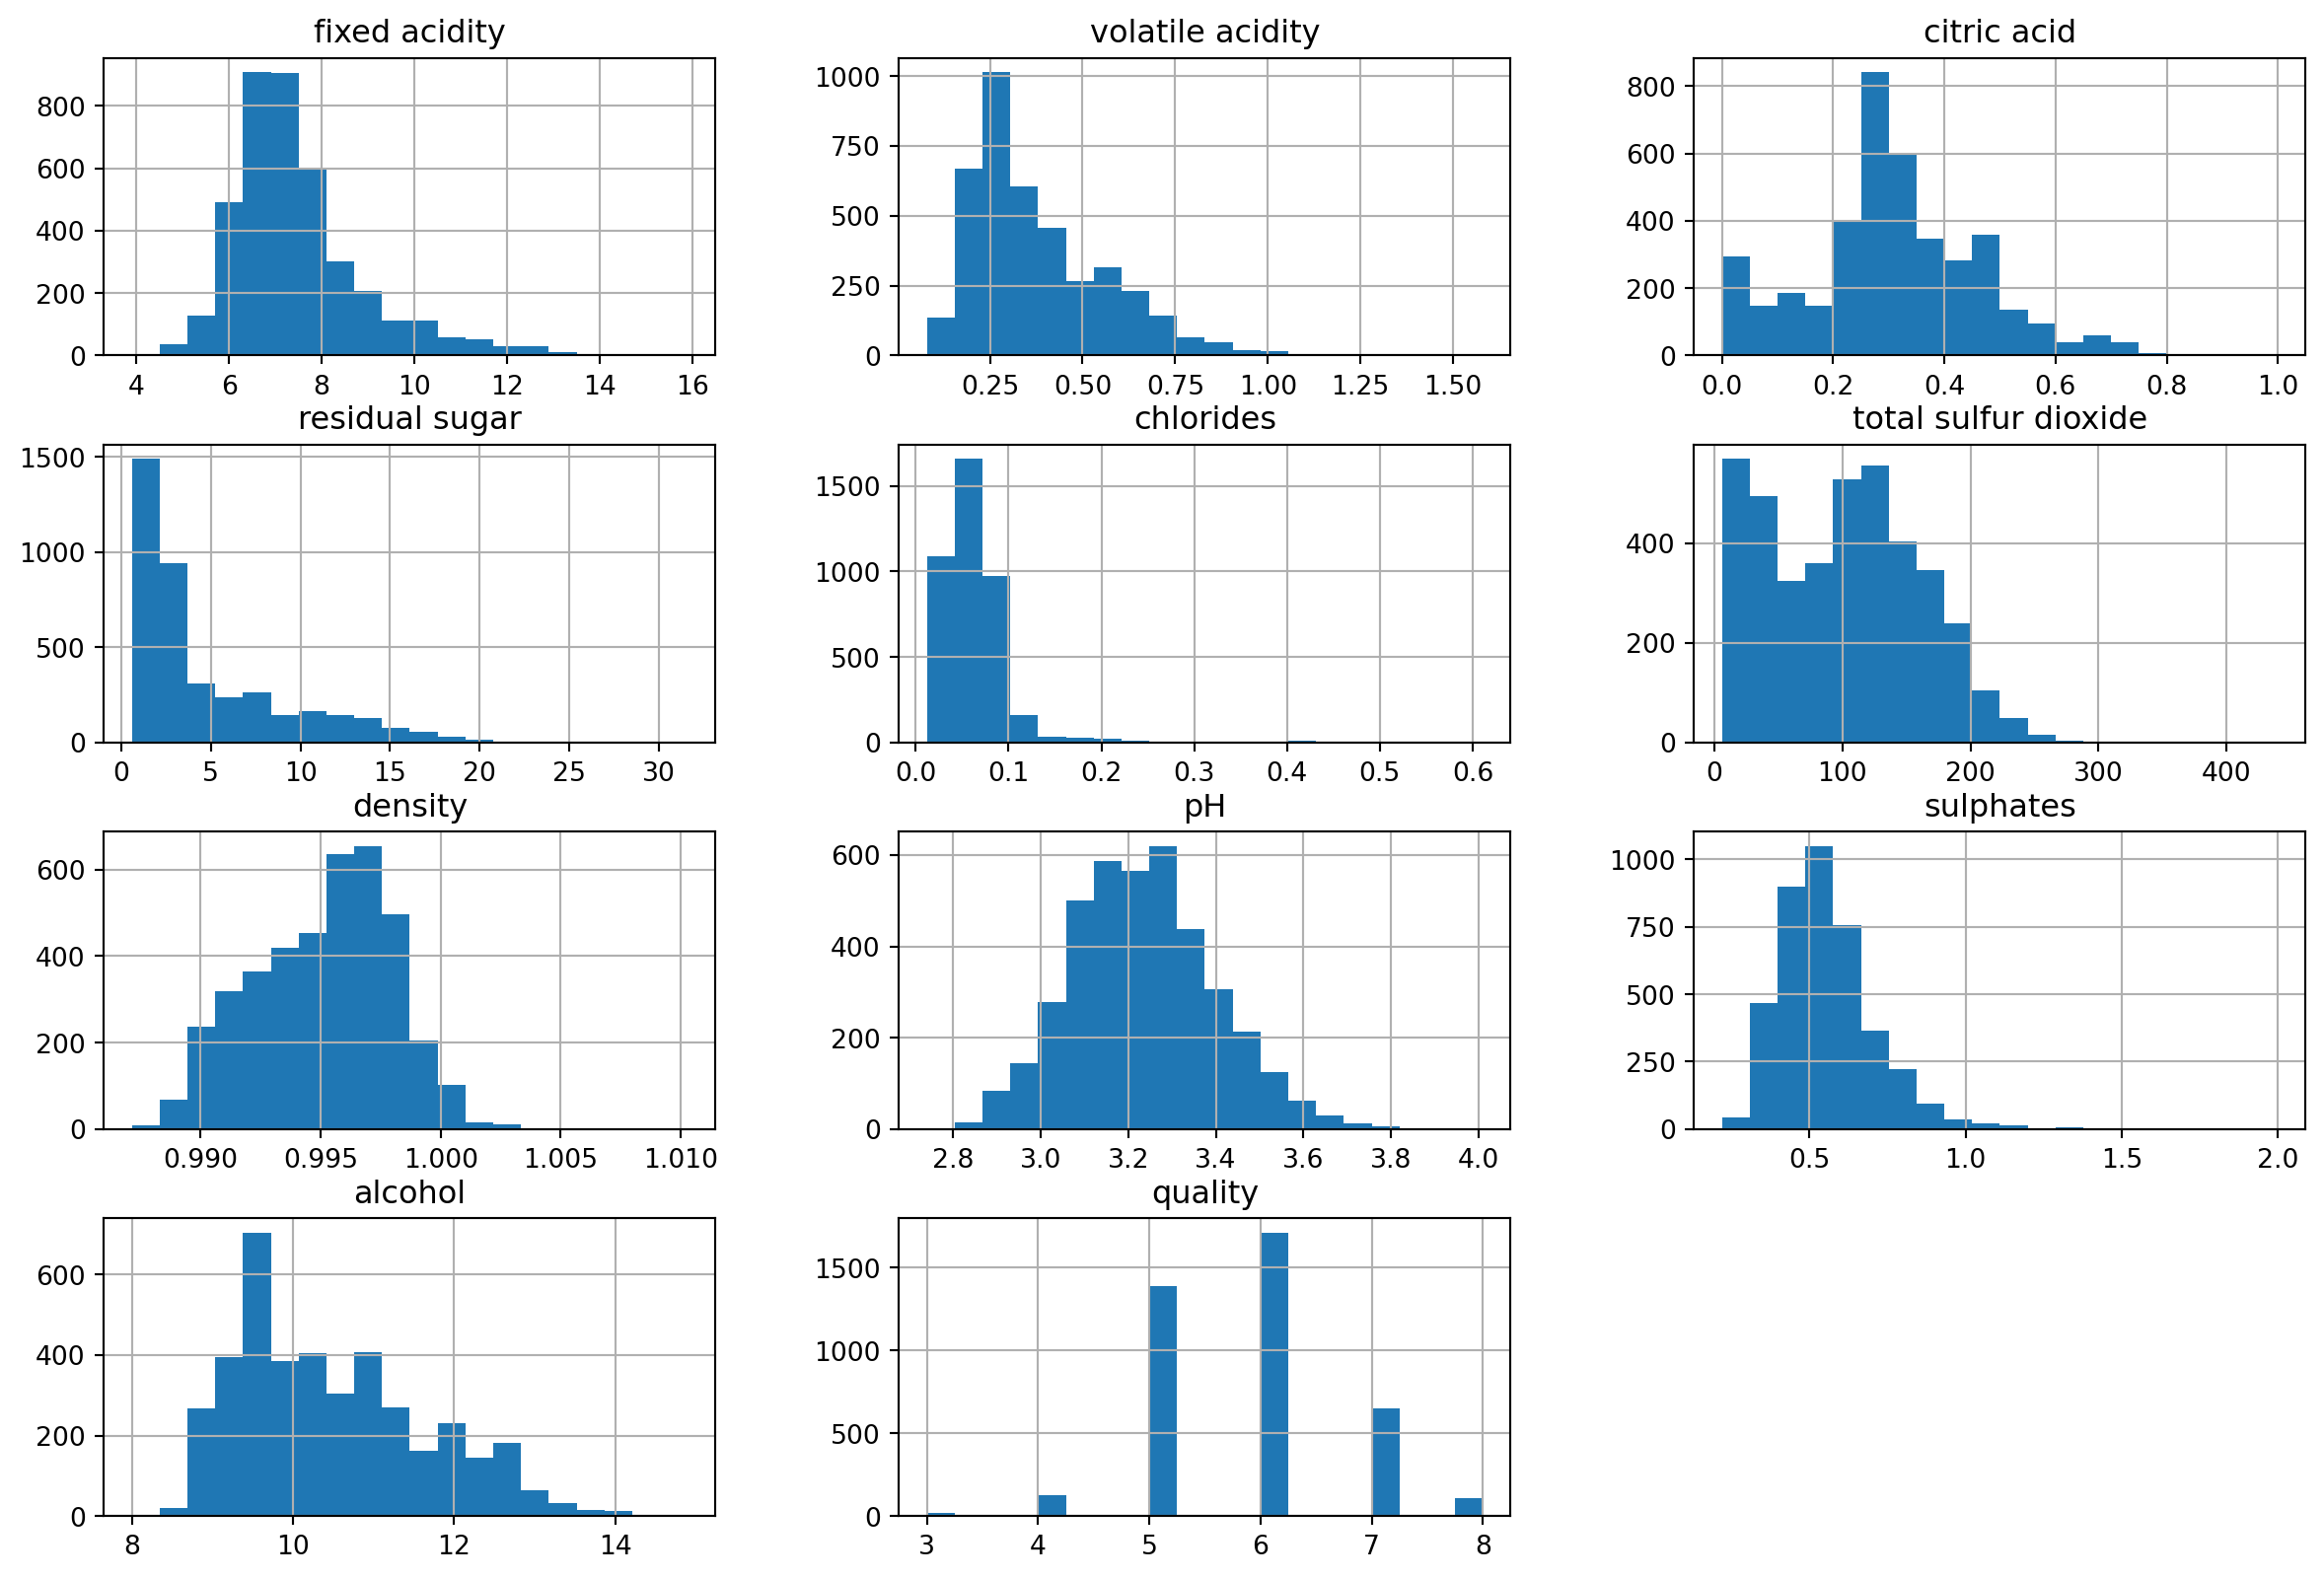 fixed acidity
800
600
400
200
0
4 6 8 10 12 14 16
volatile acidity
1000
750
500
250
0
0.25 0.50 0.75 1.00 1.25 1.50
citric acid
800
600
400
200
0
0.0 0.2 0.4 0.6 0.8 1.0
residual sugar
1500
1000
500
0
0 5 10 15 20 25 30
chlorides
1500
1000
500
0
0.0 0.1 0.2 0.3 0.4 0.5 0.6
total sulfur dioxide
400
200
0
0 100 200 300 400
density
600
400
200
0
0.990 0.995 1.000 1.005 1.010
pH
600
400
200
0
2.8 3.0 3.2 3.4 3.6 3.8 4.0
sulphates
1000
750
500
250
0
0.5 1.0 1.5 2.0
alcohol
600
400
200
0
8 10 12 14
quality
1500
1000
500
0
3 4 5 6 7 8